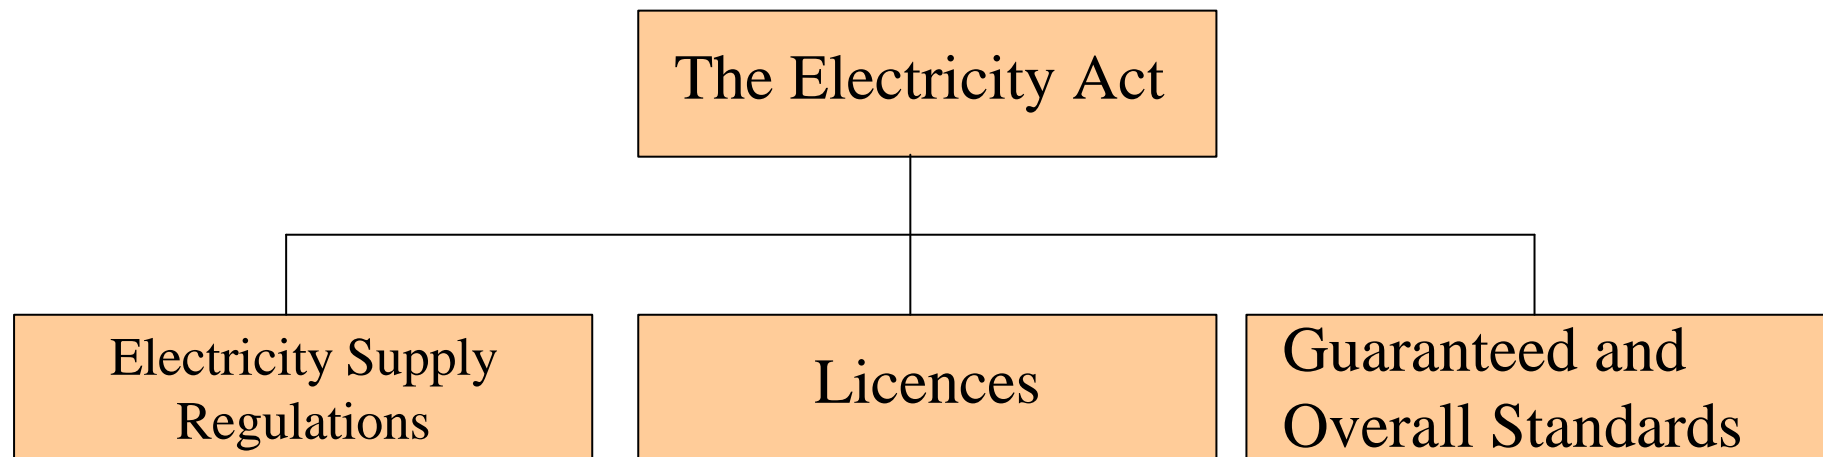 The Electricity Act
Electricity Supply
Regulations
Licences
Guaranteed and
Overall Standards